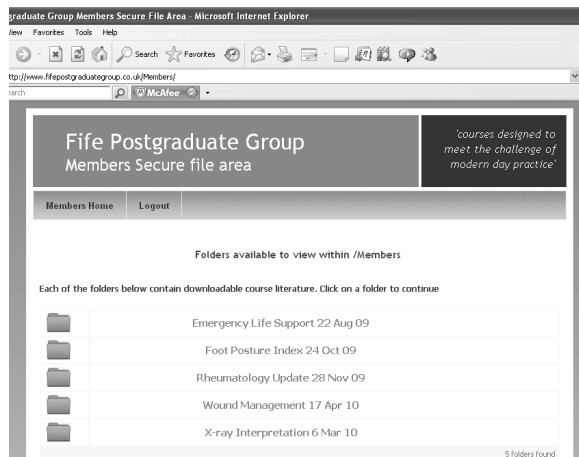 graduate Group Members Secure File Area - Microsoft Internet Explorer
View Favorites Tools Help
Search Favorites
ttp://www.fifepostgraduategroup.co.uk/Members/
earch McAfee
Fife Postgraduate Group
Members Secure file area
'courses designed to
meet the challenge of
modern day practice'
Members Home Logout
Folders available to view within /Members
Each of the folders below contain downloadable course literature. Click on a folder to continue
Emergency Life Support 22 Aug 09
Foot Posture Index 24 Oct 09
Rheumatology Update 28 Nov 09
Wound Management 17 Apr 10
X-ray Interpretation 6 Mar 10
5 folders found